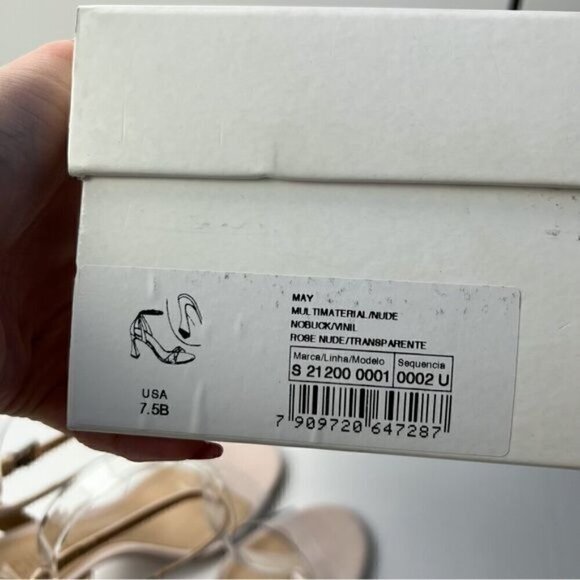 MAY
MULTIMATERIAL/NUDE
NOBUCK/VINIL
ROSE NUDE/TRANSPARENTE
Marca/Linha/Modelo Sequencia
S 21200 0001 0002 U
USA
7.5B
7 909720 647287